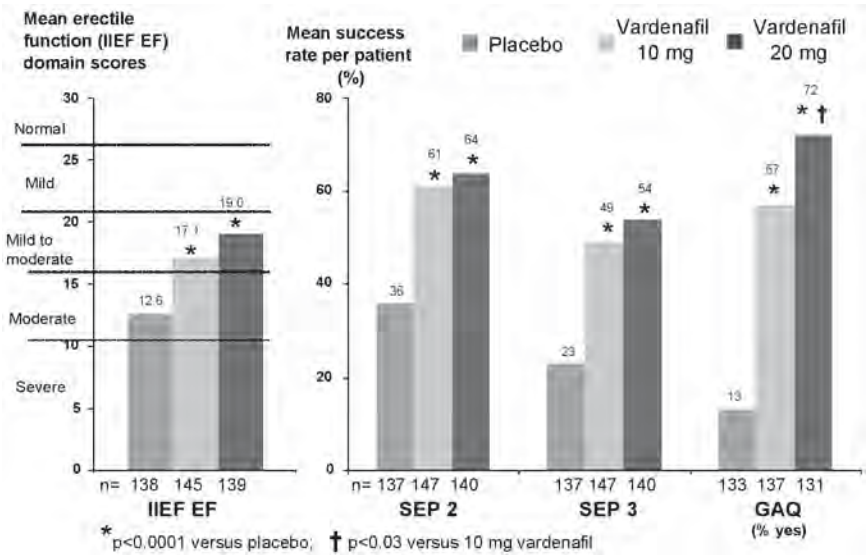 Mean erectile
function (IIEF EF)
domain scores
Mean success
rate per patient
(%)
Placebo
Vardenafil
10 mg
Vardenafil
20 mg
30
Normal
25
Mild
20
Mild to
moderate
15
Moderate
10
Severe
5
0
12.6
17.1
*
19.0
*
n= 138 145 139
IIEF EF
80
60
40
20
0
36
61
*
64
*
n= 137 147 140
SEP 2
23
49
*
54
*
137 147 140
SEP 3
13
57
*
72
* †
133 137 131
GAQ
(% yes)
* p<0.0001 versus placebo; † p<0.03 versus 10 mg vardenafil